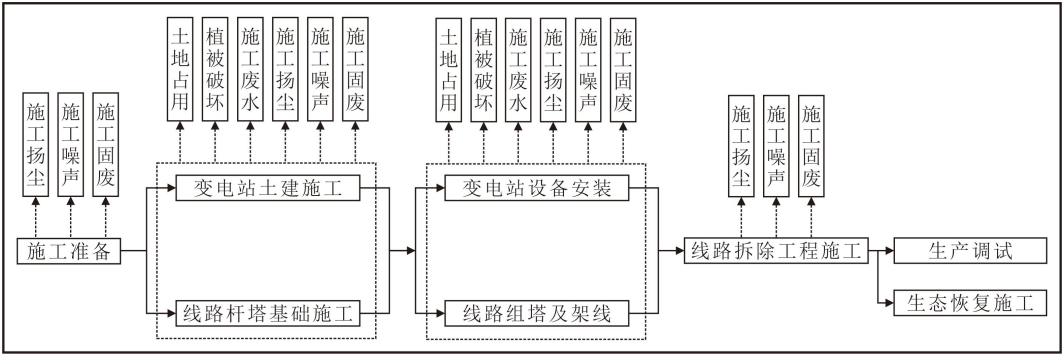 土地占用
植被破坏
施工废水
施工扬尘
施工噪声
施工固废
土地占用
植被破坏
施工废水
施工扬尘
施工噪声
施工固废
施工扬尘
施工噪声
施工固废
施工扬尘
施工噪声
施工固废
变电站土建施工
变电站设备安装
施工准备
线路拆除工程施工
生产调试
生态恢复施工
线路杆塔基础施工
线路组塔及架线